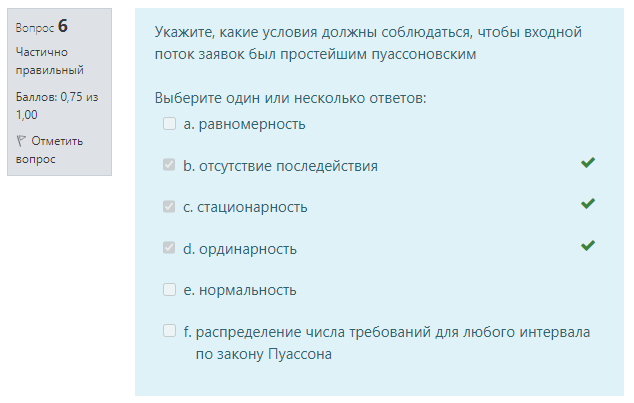 Вопрос 6
Частично
правильный
Баллов: 0,75 из
1,00
Отметить
вопрос
Укажите, какие условия должны соблюдаться, чтобы входной
поток заявок был простейшим пуассоновским
Выберите один или несколько ответов:
a. равномерность
b. отсутствие последействия
c. стационарность
d. ординарность
e. нормальность
f. распределение числа требований для любого интервала
по закону Пуассона